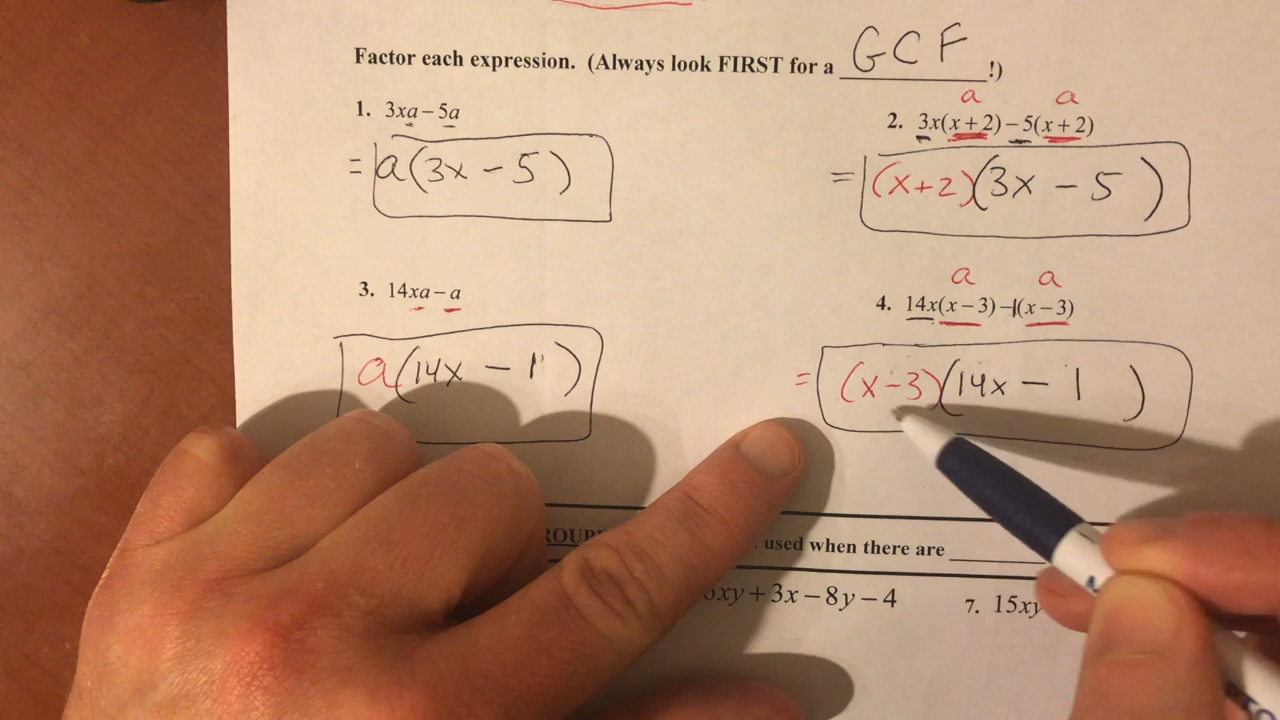 Factor each expression. (Always look FIRST for a GCF !)
1. 3xa – 5a
= a(3x – 5)
a a
2. 3x(x + 2) – 5(x + 2)
= (x+2)(3x – 5)
3. 14xa – a
a(14x – 1)
a a
4. 14x(x – 3) –1(x – 3)
= (x-3)(14x – 1)
used when there are
xy + 3x – 8y – 4
7. 15xy